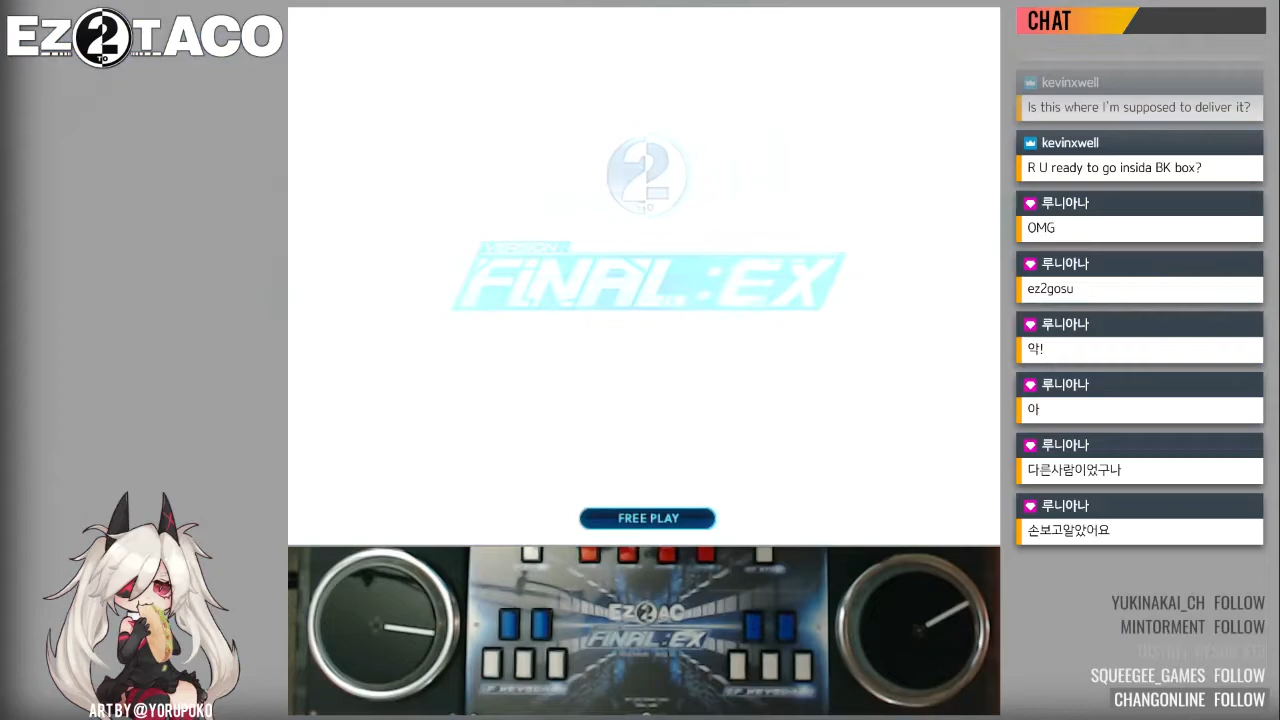 EZ2TACO
2
TO
VERSION
FiNAL:EX
FREE PLAY
EZ2AC
FiNAL:EX
CHAT
kevinxwell
Is this where I'm supposed to deliver it?
kevinxwell
R U ready to go insida BK box?
루니아나
OMG
루니아나
ez2gosu
루니아나
악!
루니아나
아
루니아나
다른사람이었구나
루니아나
손보고알았어요
YUKINAKAI_CH FOLLOW
MINTORMENT FOLLOW
SQUEEGEE_GAMES FOLLOW
CHANGONLINE FOLLOW
ART BY @YORUPOKO